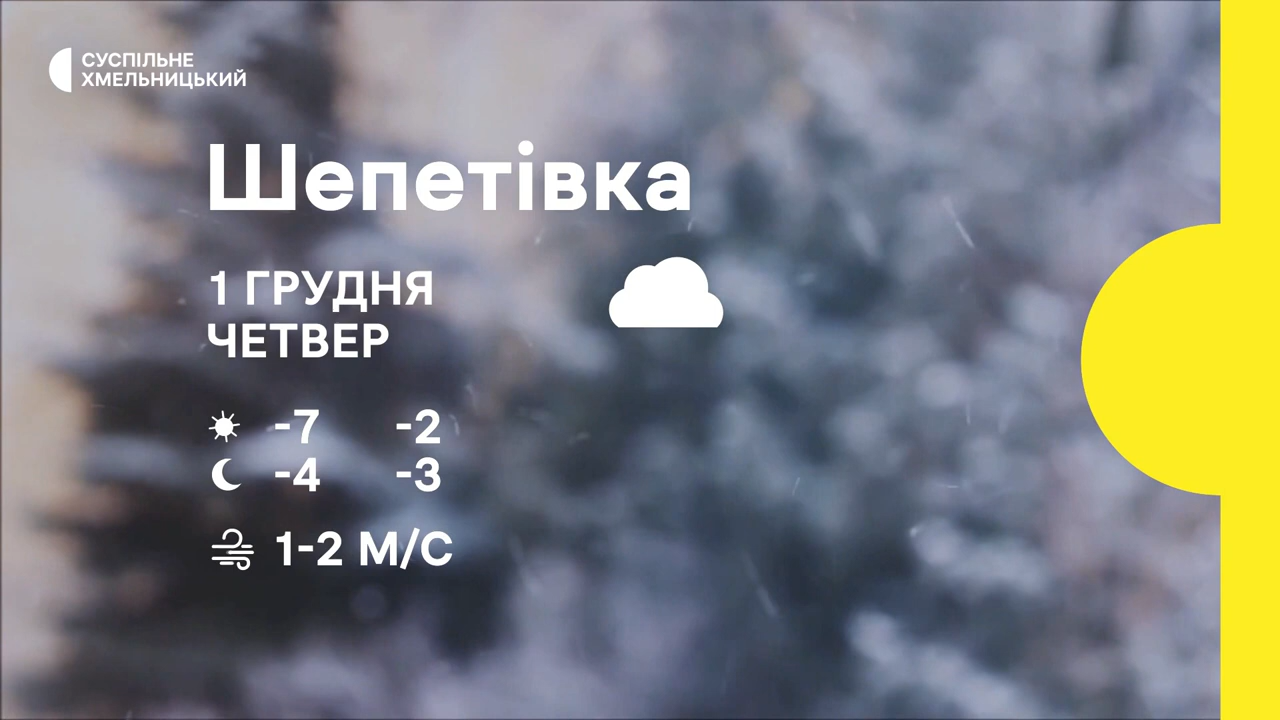 СУСПІЛЬНЕ
ХМЕЛЬНИЦЬКИЙ
Шепетівка
1 ГРУДНЯ
ЧЕТВЕР
-7 -2
-4 -3
1-2 М/С